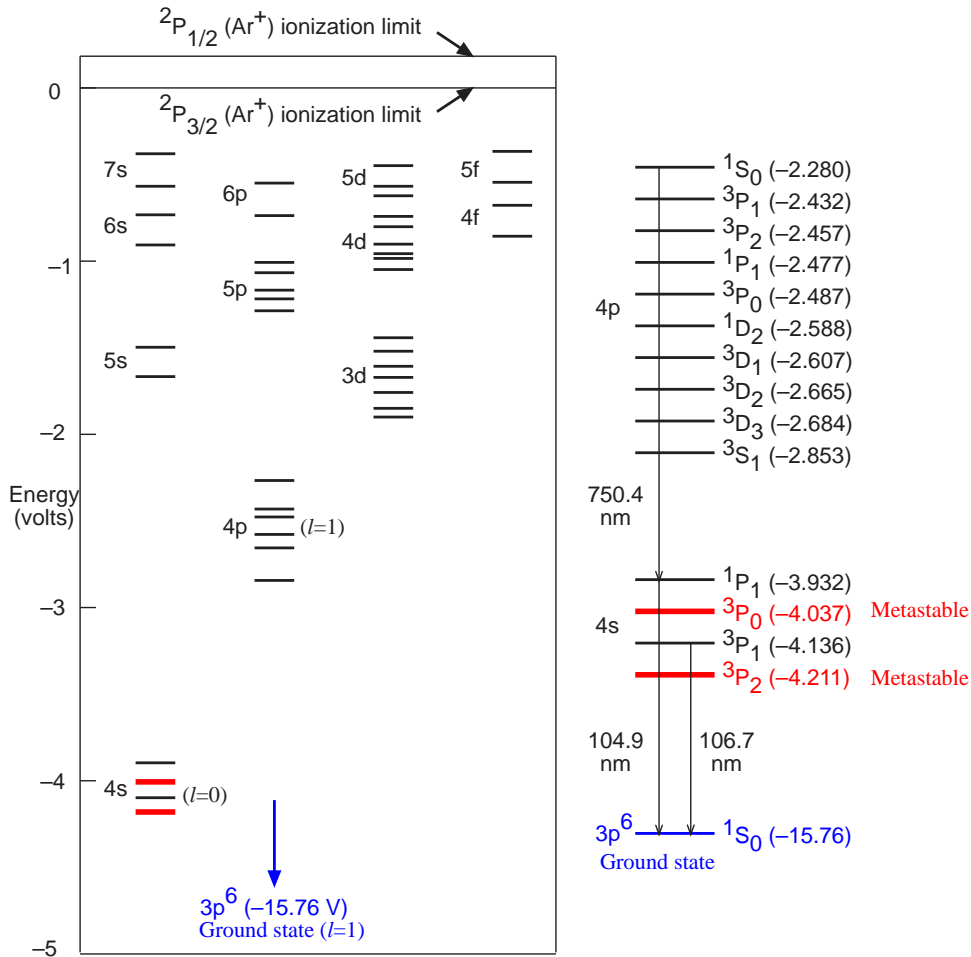 ²P₁/₂ (Ar⁺) ionization limit
0
²P₃/₂ (Ar⁺) ionization limit
7s
6p
5d
5f
6s
4d
4f
–1
5p
5s
3d
–2
Energy
(volts)
4p
(l=1)
–3
–4
4s
(l=0)
3p⁶ (–15.76 V)
Ground state (l=1)
–5
¹S₀ (–2.280)
³P₁ (–2.432)
³P₂ (–2.457)
¹P₁ (–2.477)
³P₀ (–2.487)
4p
¹D₂ (–2.588)
³D₁ (–2.607)
³D₂ (–2.665)
³D₃ (–2.684)
³S₁ (–2.853)
750.4
nm
¹P₁ (–3.932)
³P₀ (–4.037) Metastable
4s
³P₁ (–4.136)
³P₂ (–4.211) Metastable
104.9
nm
106.7
nm
3p⁶
¹S₀ (–15.76)
Ground state